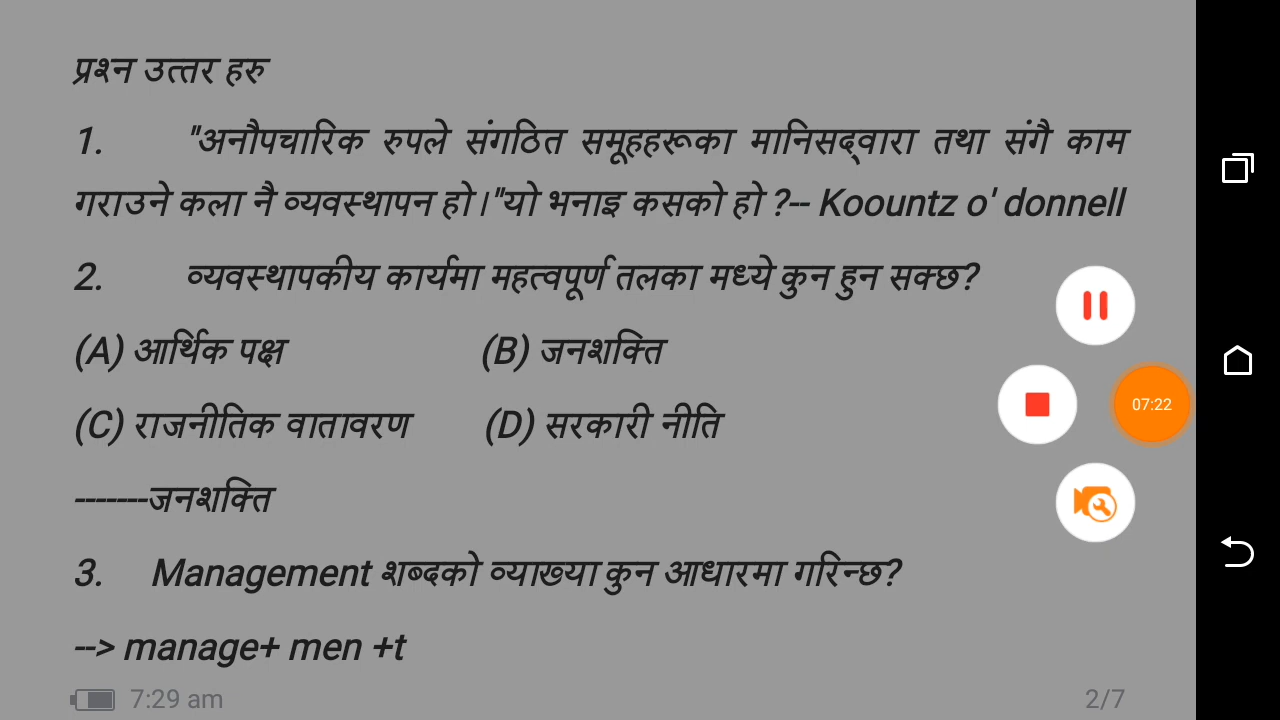 प्रश्न उत्तर हरु
1. "अनौपचारिक रुपले संगठित समूहहरूका मानिसद्वारा तथा संगै काम
गराउने कला नै व्यवस्थापन हो।"यो भनाइ कसको हो ?-- Koountz o' donnell
2. व्यवस्थापकीय कार्यमा महत्वपूर्ण तलका मध्ये कुन हुन सक्छ?
(A) आर्थिक पक्ष (B) जनशक्ति
(C) राजनीतिक वातावरण (D) सरकारी नीति
-------जनशक्ति
3. Management शब्दको व्याख्या कुन आधारमा गरिन्छ?
--> manage+ men +t
07:22
7:29 am 2/7